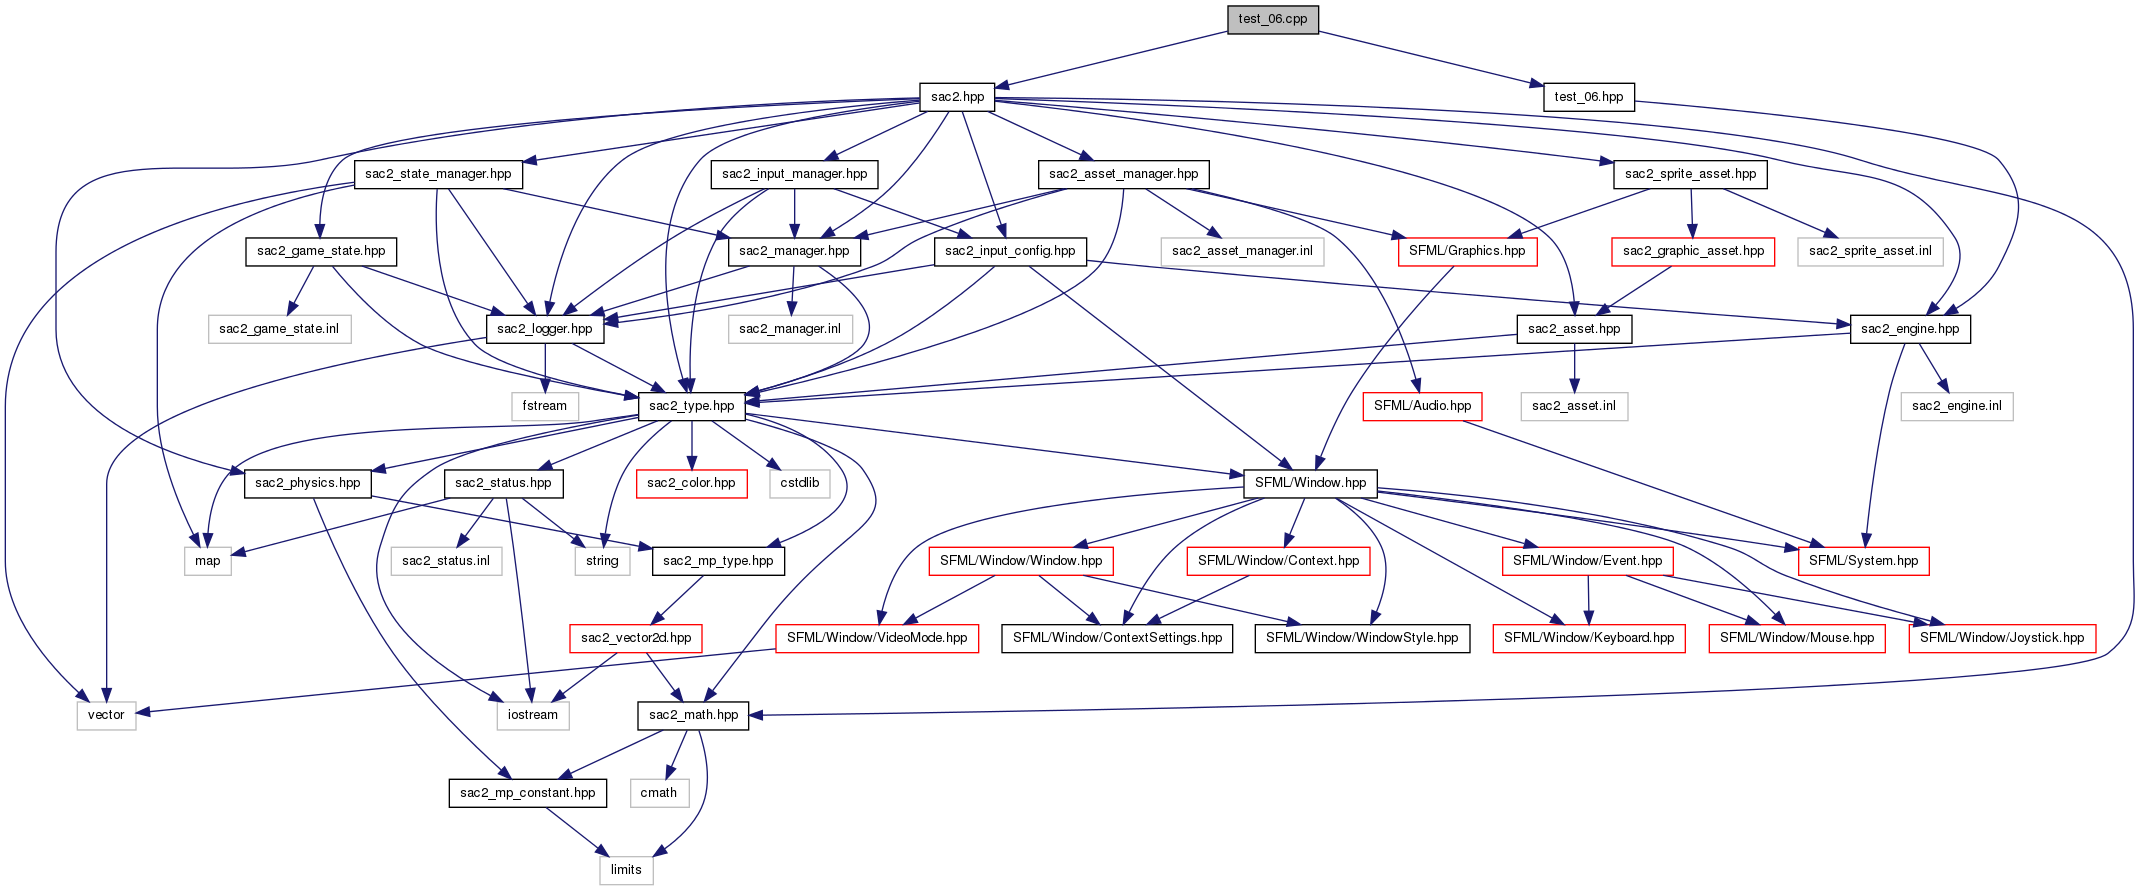 test_06.cpp
sac2.hpp
test_06.hpp
sac2_state_manager.hpp
sac2_input_manager.hpp
sac2_asset_manager.hpp
sac2_sprite_asset.hpp
sac2_game_state.hpp
sac2_manager.hpp
sac2_input_config.hpp
sac2_asset_manager.inl
SFML/Graphics.hpp
sac2_graphic_asset.hpp
sac2_sprite_asset.inl
sac2_game_state.inl
sac2_logger.hpp
sac2_manager.inl
sac2_asset.hpp
sac2_engine.hpp
fstream
sac2_type.hpp
SFML/Audio.hpp
sac2_asset.inl
sac2_engine.inl
sac2_physics.hpp
sac2_status.hpp
sac2_color.hpp
cstdlib
SFML/Window.hpp
map
sac2_status.inl
string
sac2_mp_type.hpp
SFML/Window/Window.hpp
SFML/Window/Context.hpp
SFML/Window/Event.hpp
SFML/System.hpp
sac2_vector2d.hpp
SFML/Window/VideoMode.hpp
SFML/Window/ContextSettings.hpp
SFML/Window/WindowStyle.hpp
SFML/Window/Keyboard.hpp
SFML/Window/Mouse.hpp
SFML/Window/Joystick.hpp
vector
iostream
sac2_math.hpp
sac2_mp_constant.hpp
cmath
limits